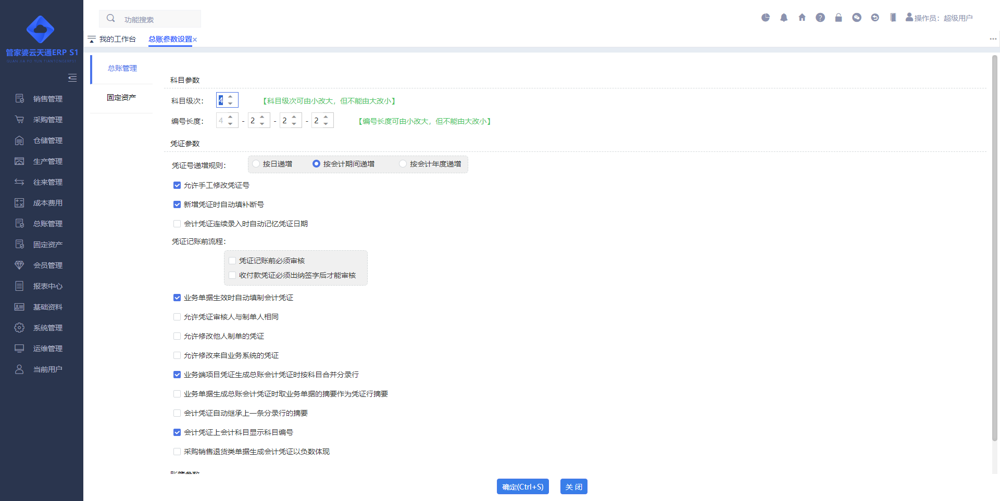 管家婆云天通ERP S1
GUAN JIA PO YUN TIANTONGERPS1
功能搜索
操作员：超级用户
我的工作台
总账参数设置×
销售管理
采购管理
仓储管理
生产管理
往来管理
成本费用
总账管理
固定资产
会员管理
报表中心
基础资料
系统管理
运维管理
当前用户
总账管理
固定资产
科目参数
科目级次： 4 【科目级次可由小改大，但不能由大改小】
编号长度： 4 - 2 - 2 - 2 【编号长度可由小改大，但不能由大改小】
凭证参数
凭证号递增规则： 按日递增 按会计期间递增 按会计年度递增
允许手工修改凭证号
新增凭证时自动填补断号
会计凭证连续录入时自动记忆凭证日期
凭证记账前流程：
凭证记账前必须审核
收付款凭证必须出纳签字后才能审核
业务单据生效时自动填制会计凭证
允许凭证审核人与制单人相同
允许修改他人制单的凭证
允许修改来自业务系统的凭证
业务端项目凭证生成总账会计凭证时按科目合并分录行
业务单据生成总账会计凭证时取业务单据的摘要作为凭证行摘要
会计凭证自动继承上一条分录行的摘要
会计凭证上会计科目显示科目编号
采购销售退货类单据生成会计凭证以负数体现
账簿参数
确定(Ctrl+S) 关 闭